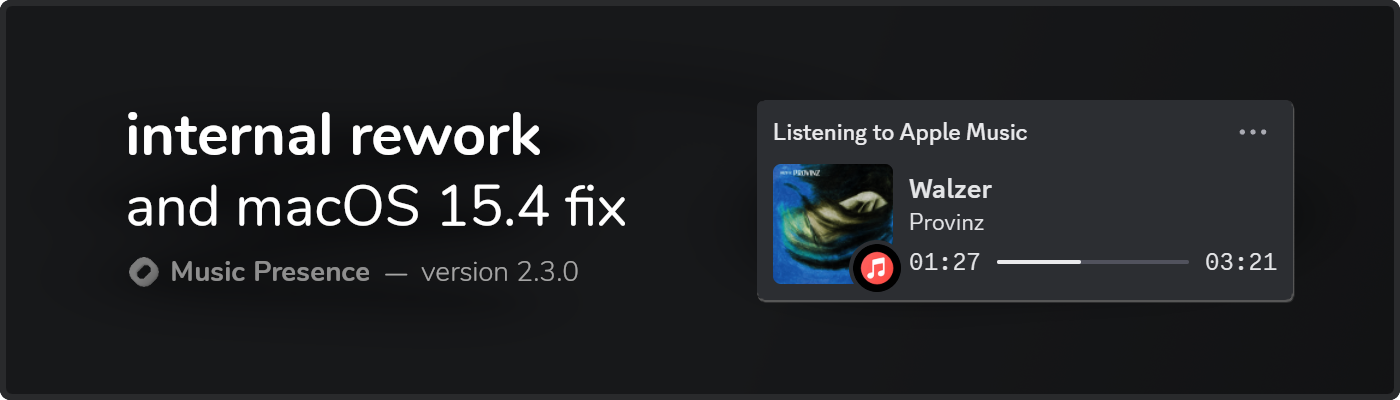 internal rework
and macOS 15.4 fix
Music Presence — version 2.3.0
Listening to Apple Music
PROVINZ
Walzer
Provinz
01:27 03:21